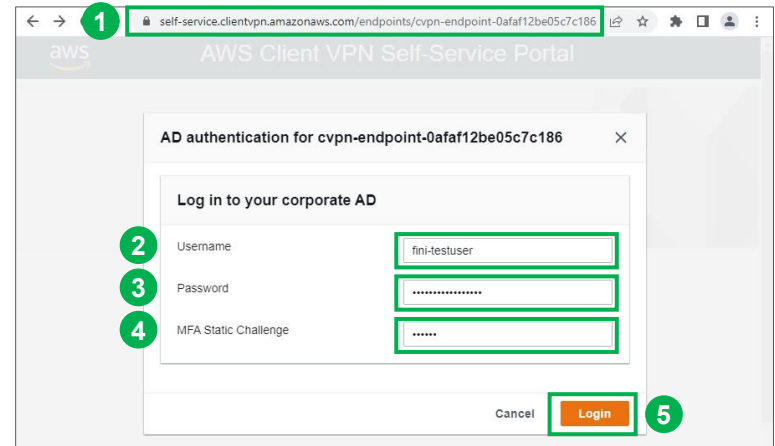 1
self-service.clientvpn.amazonaws.com/endpoints/cvpn-endpoint-0afaf12be05c7c186
aws
AWS Client VPN Self-Service Portal
AD authentication for cvpn-endpoint-0afaf12be05c7c186
Log in to your corporate AD
2 Username fini-testuser
3 Password •••••••••••••••••
4 MFA Static Challenge ••••••
Cancel Login 5